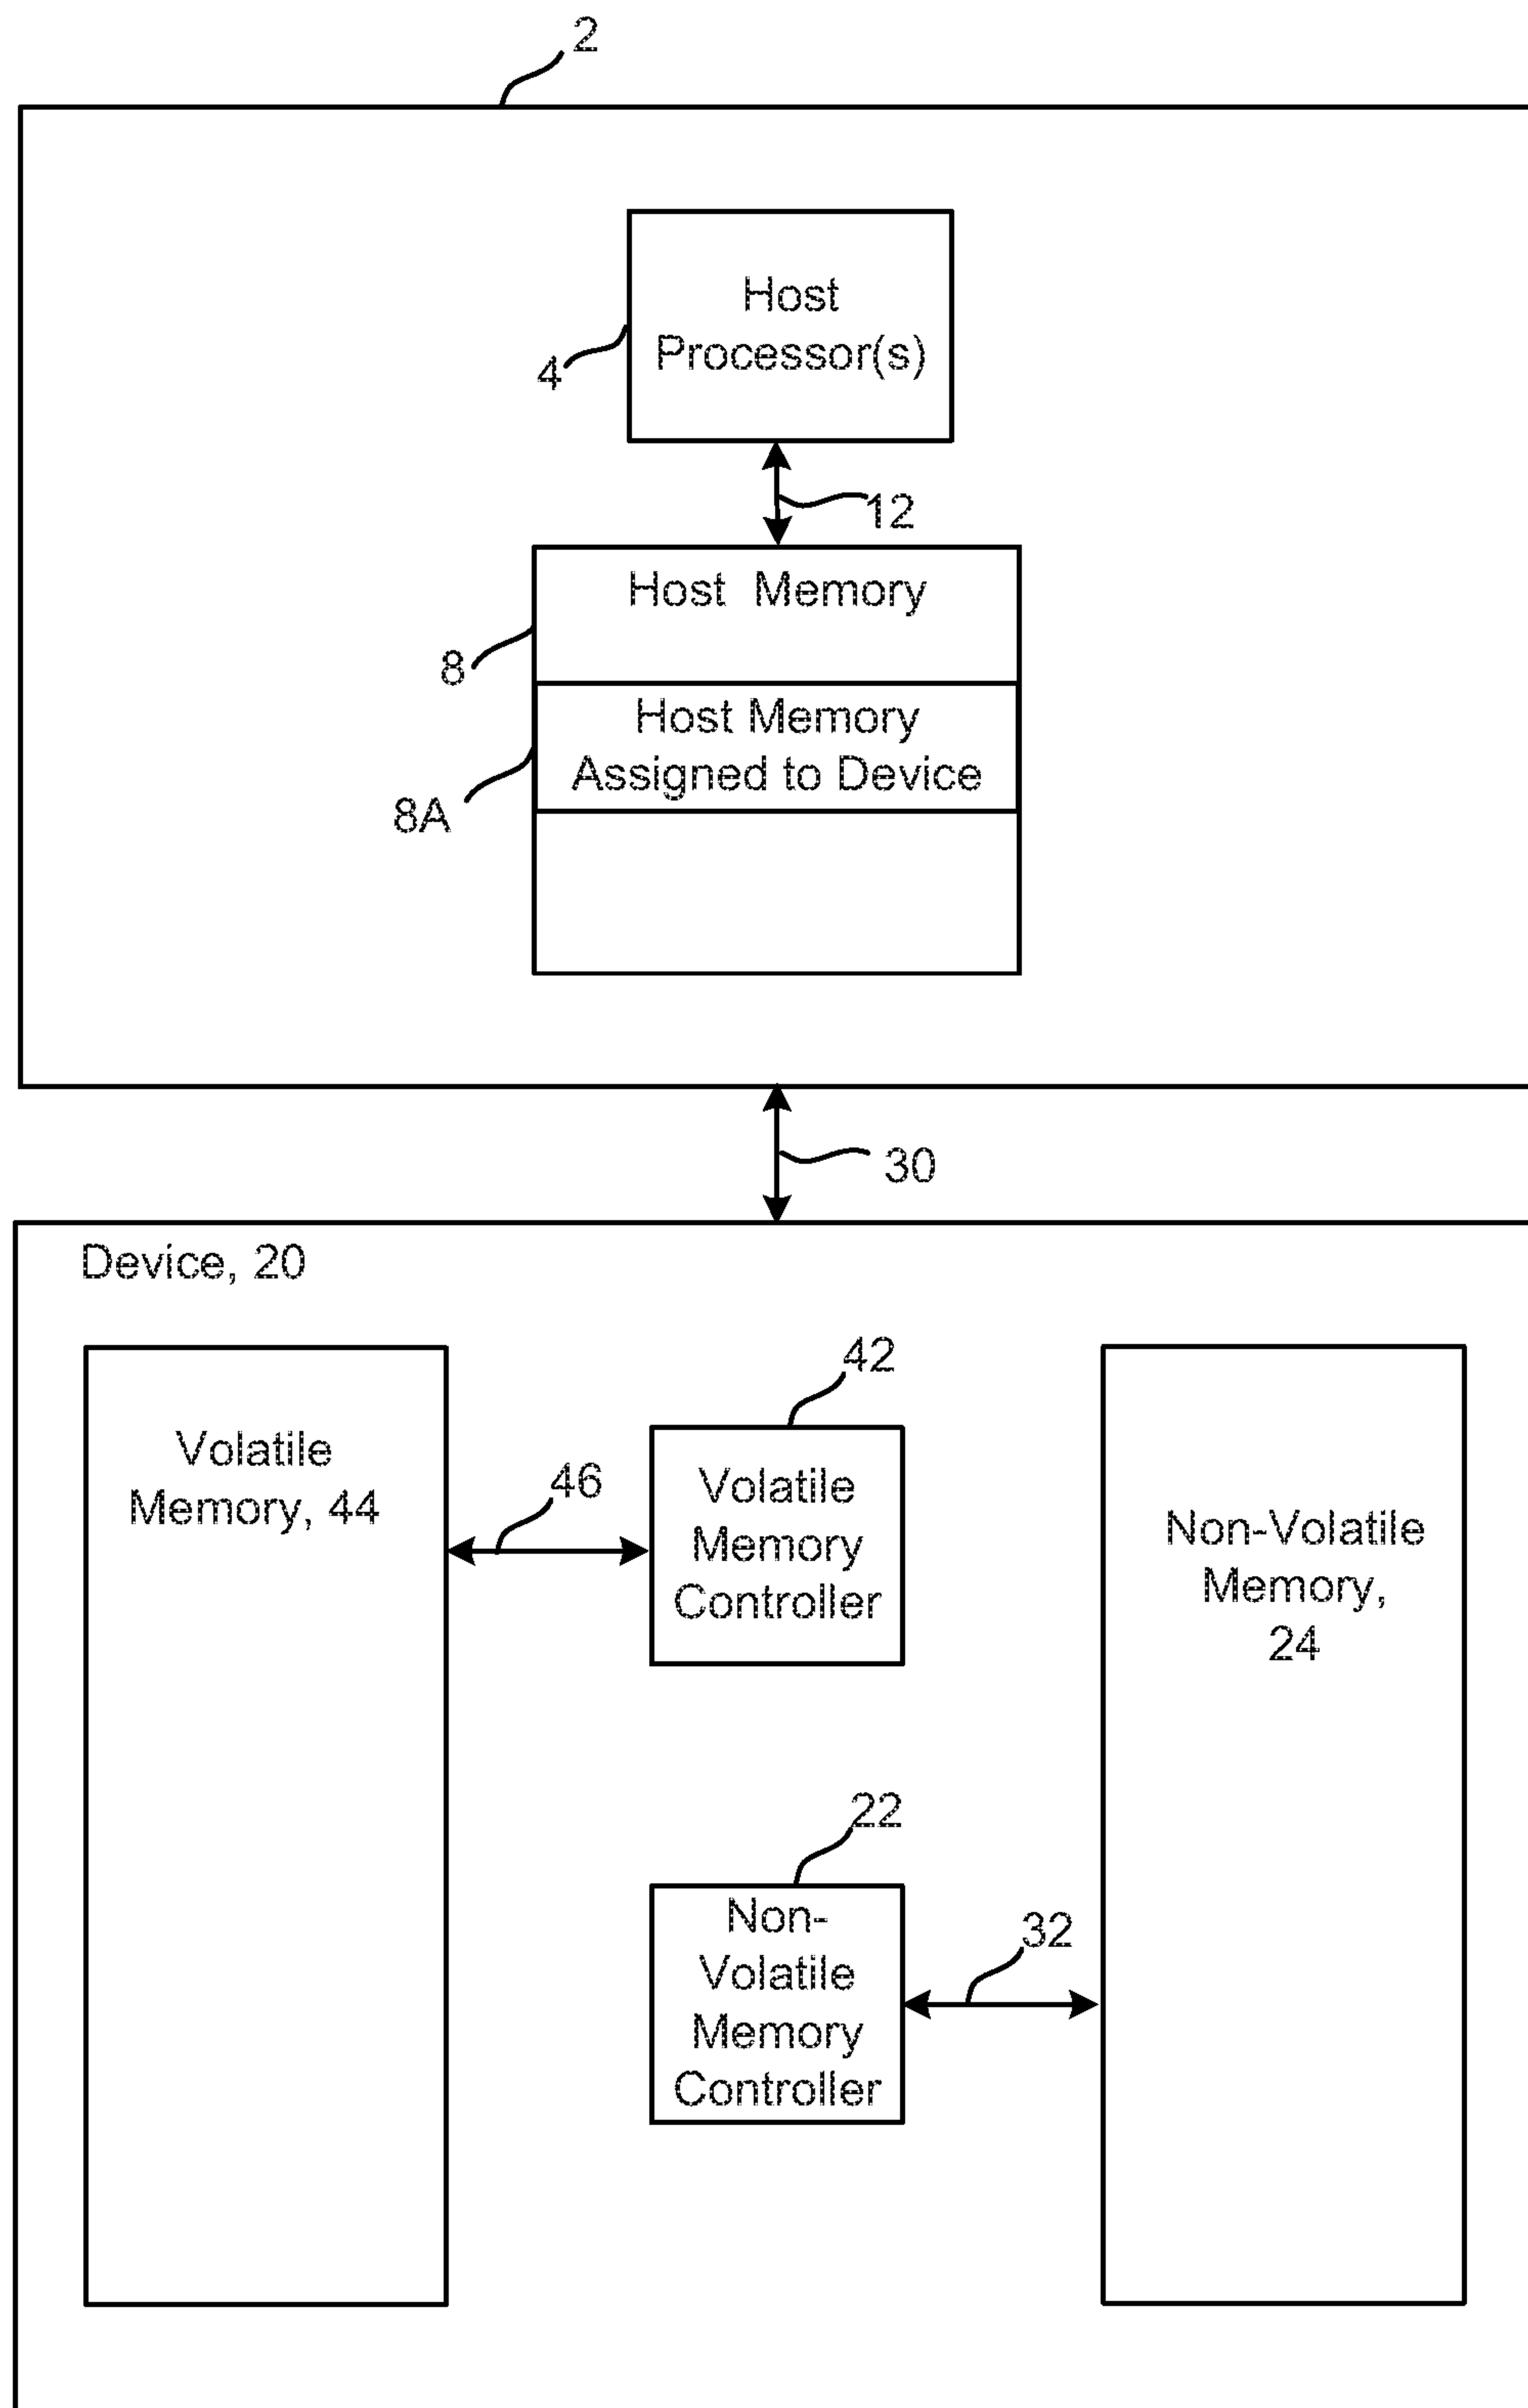 2
Host
Processor(s)
4
12
Host Memory
8
Host Memory
Assigned to Device
8A
30
Device, 20
42
Volatile
Memory, 44
46
Volatile
Memory
Controller
Non-Volatile
Memory,
24
22
Non-
Volatile
Memory
Controller
32